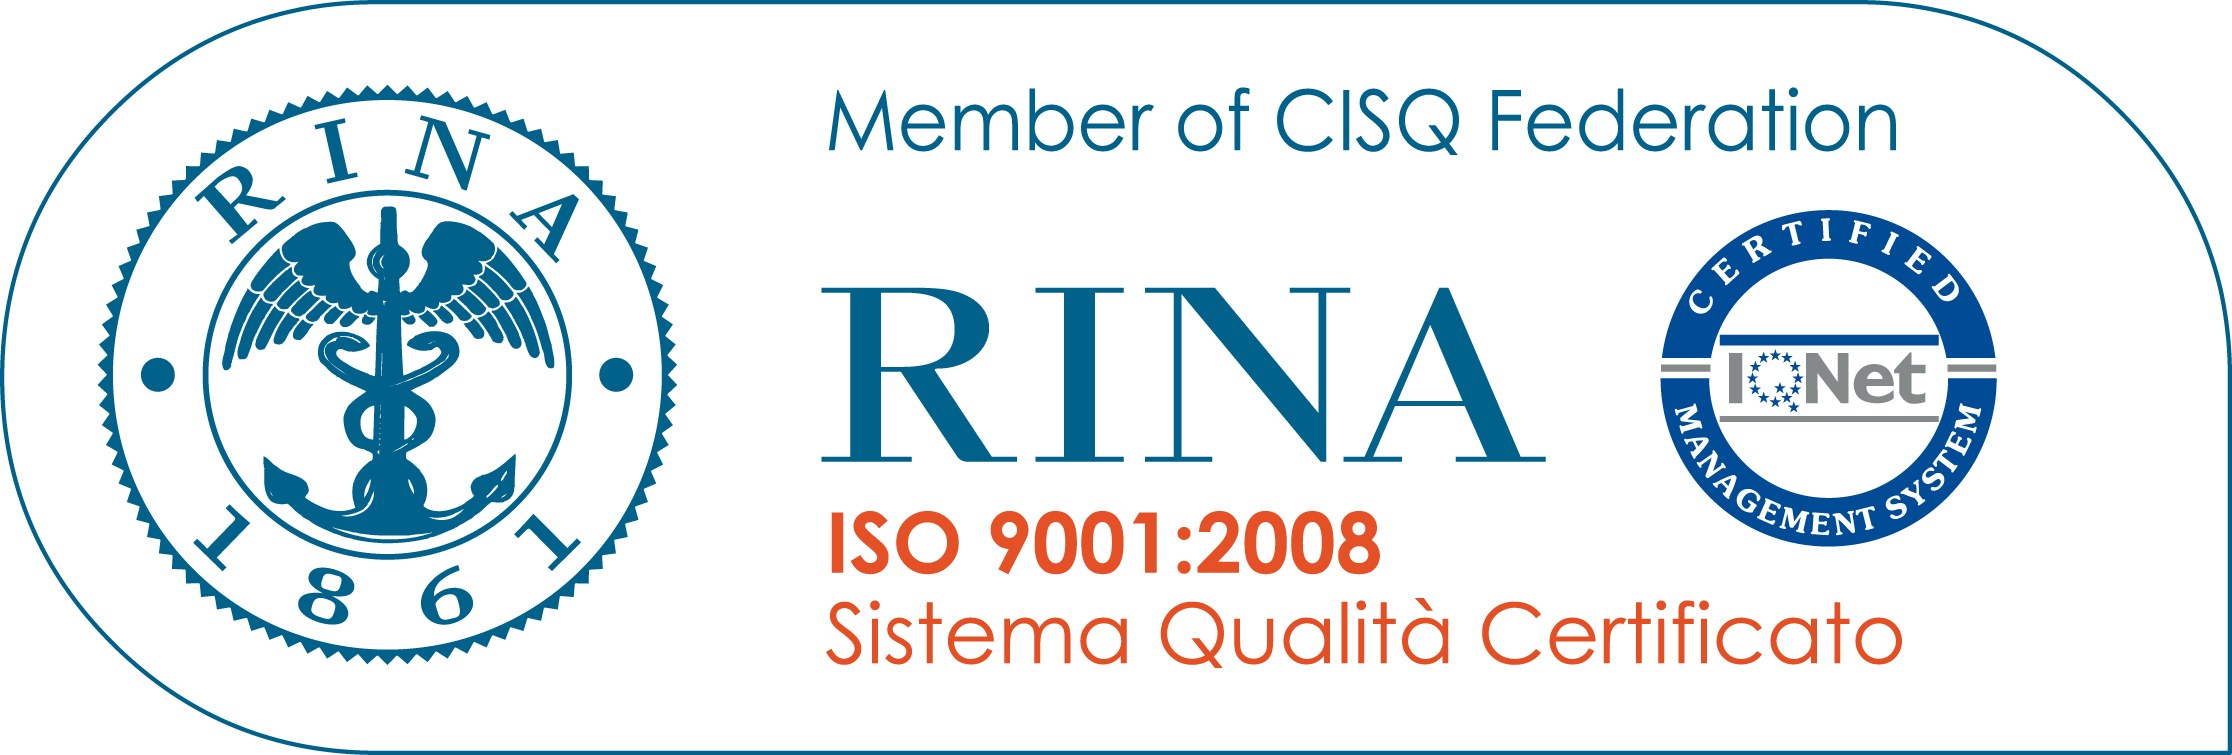 RINA
1861
Member of CISQ Federation
RINA
ISO 9001:2008
Sistema Qualità Certificato
CERTIFIED
IQNet
MANAGEMENT SYSTEM